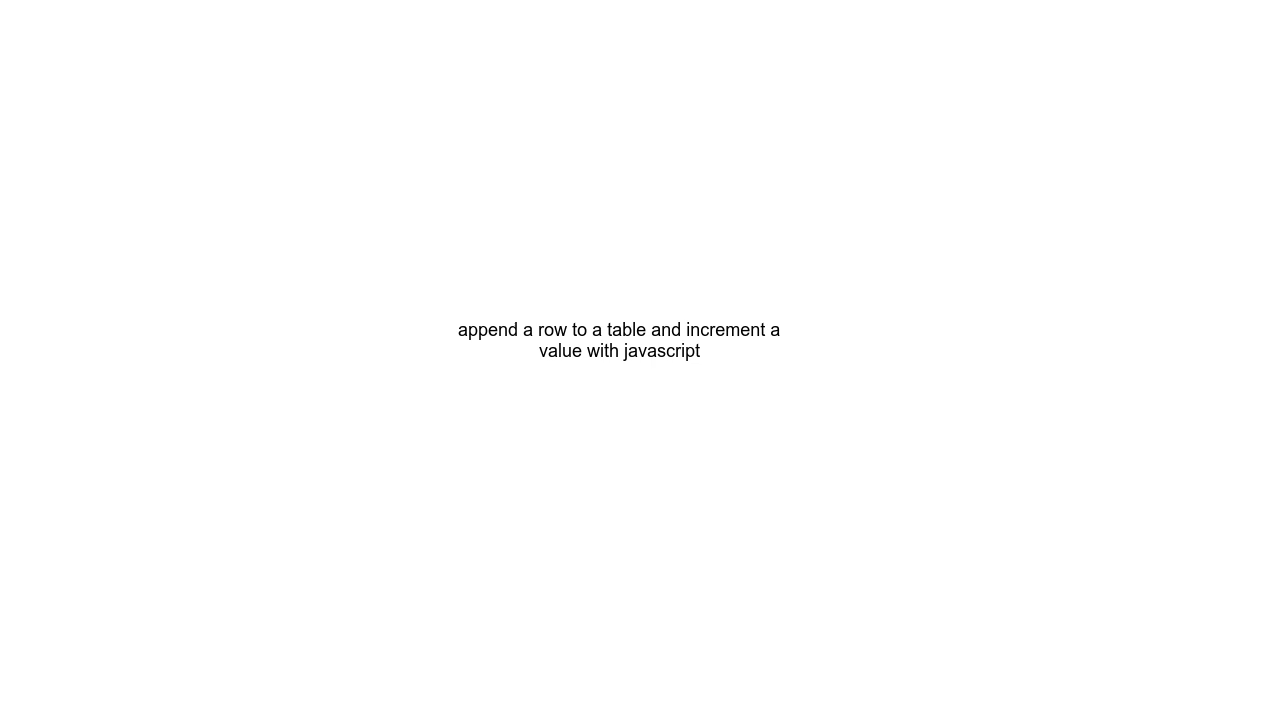 append a row to a table and increment a
value with javascript